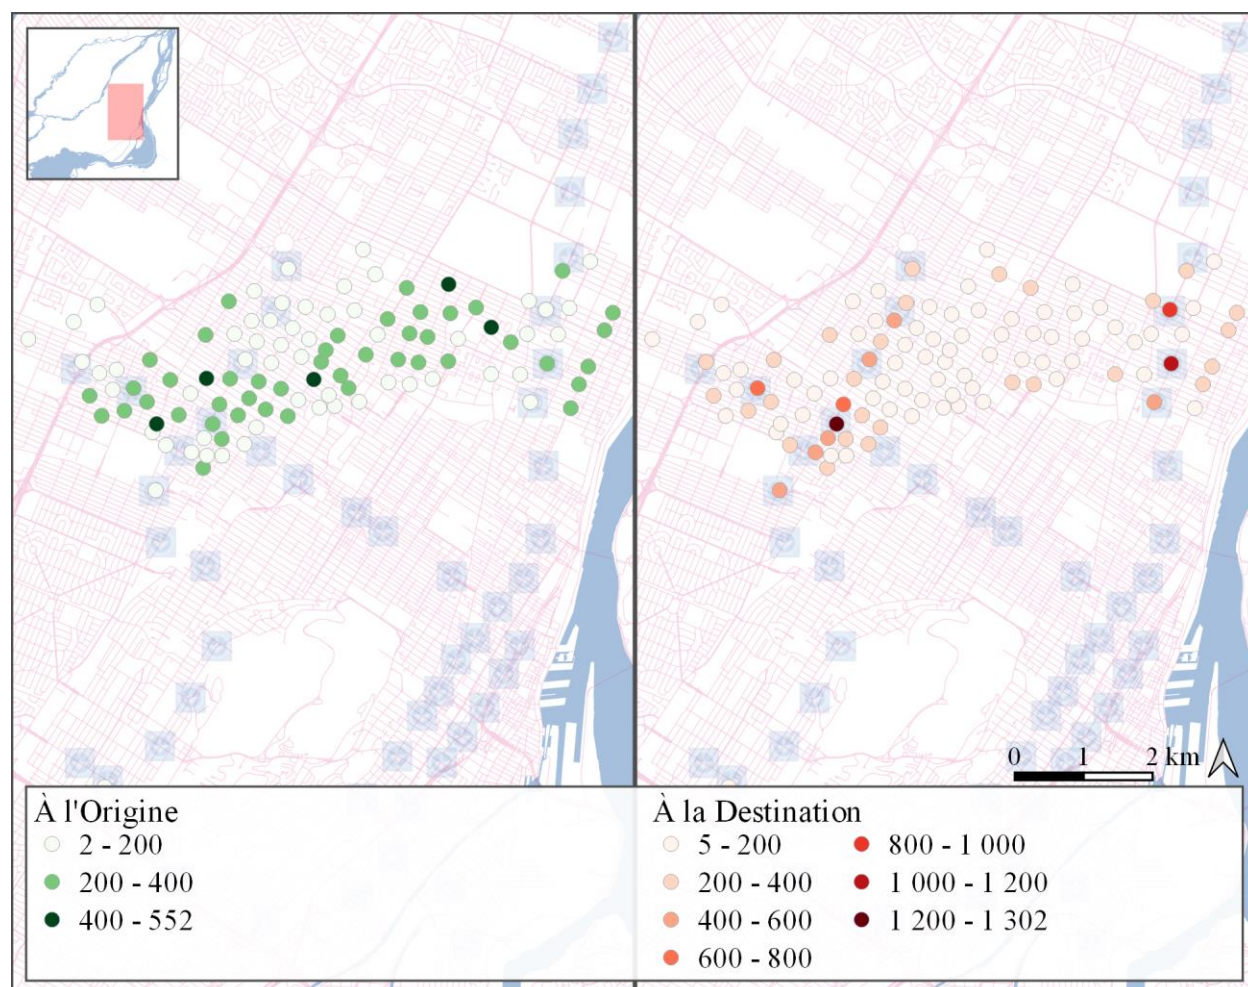 0 1 2 km
À l'Origine
2 - 200
200 - 400
400 - 552
À la Destination
5 - 200
200 - 400
400 - 600
600 - 800
800 - 1 000
1 000 - 1 200
1 200 - 1 302